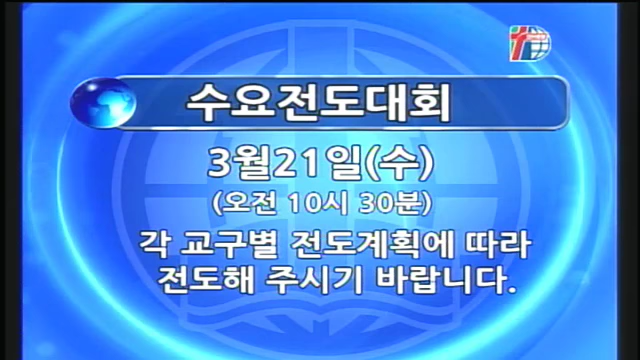 수요전도대회
3월21일(수)
(오전 10시 30분)
각 교구별 전도계획에 따라
전도해 주시기 바랍니다.